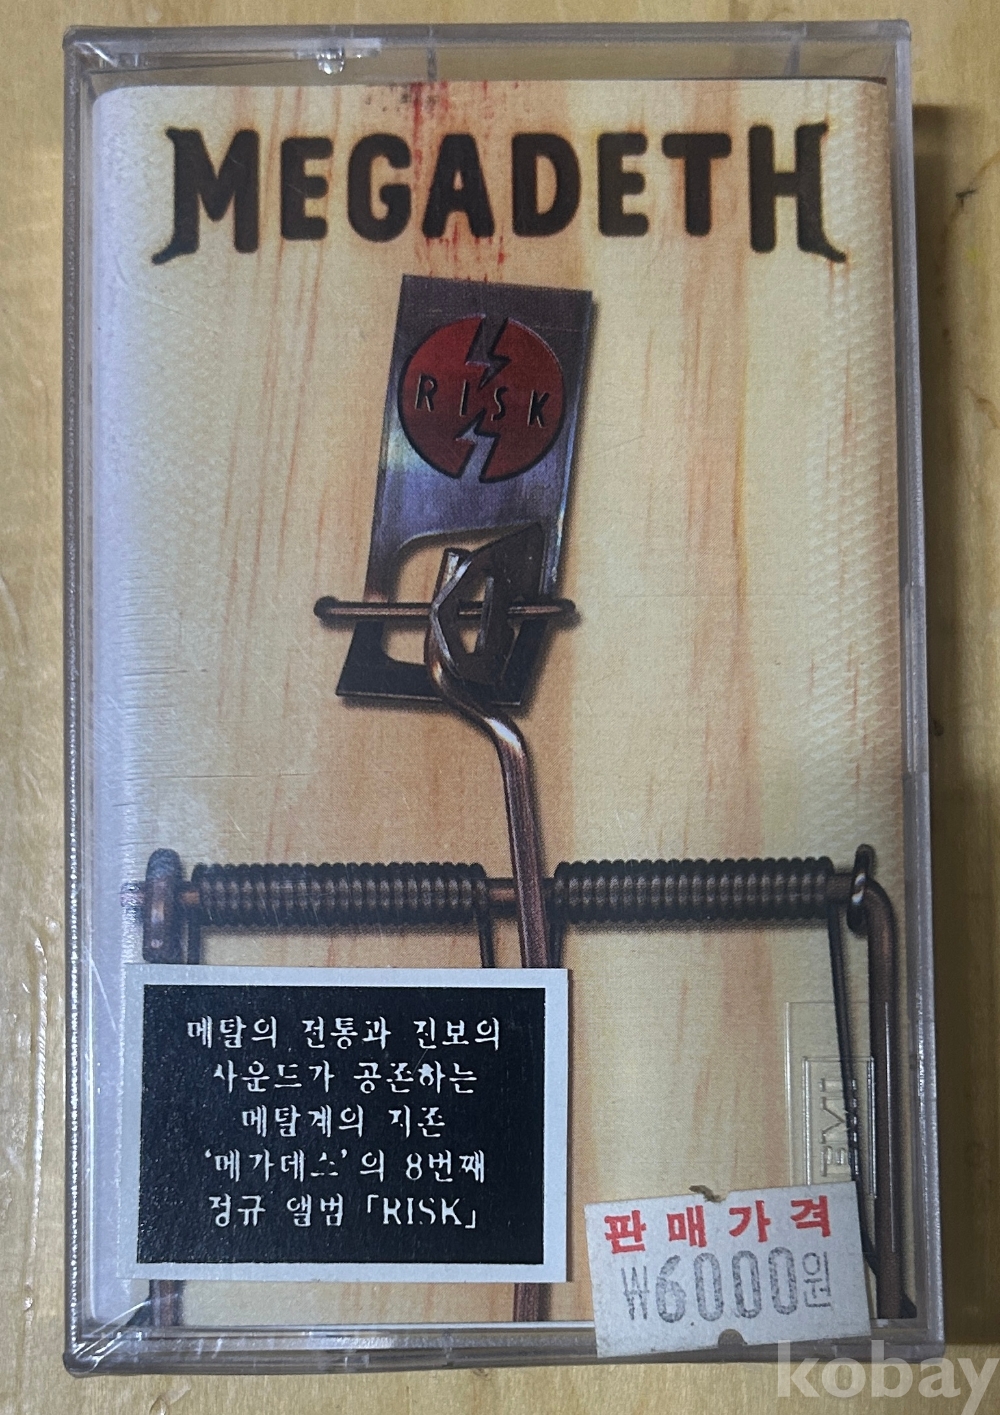 MEGADETH
RISK
메탈의 전통과 진보의
사운드가 공존하는
메탈계의 지존
‘메가데스’의 8번째
정규 앨범 「RISK」
EMI
판매가격
₩6000원
kobay